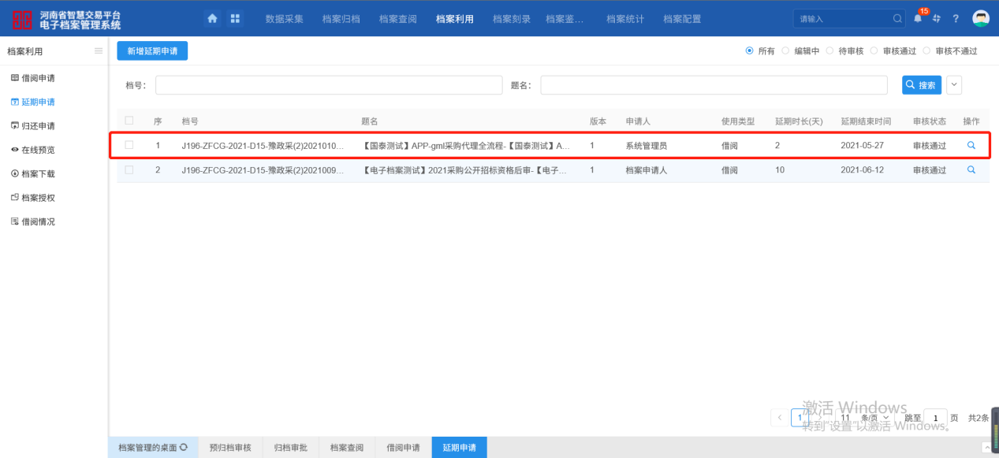 河南省智慧交易平台
电子档案管理系统
数据采集 档案归档 档案查阅 档案利用 档案刻录 档案鉴... 档案统计 档案配置
请输入 15 ?
档案利用
新增延期申请
所有 编辑中 待审核 审核通过 审核不通过
借阅申请
延期申请
归还申请
在线预览
档案下载
档案授权
借阅情况
档号: 题名: 搜索
序 档号 题名 版本 申请人 使用类型 延期时长(天) 延期结束时间 审核状态 操作
1 J196-ZFCG-2021-D15-豫政采(2)2021010... 【国泰测试】APP-gml采购代理全流程-【国泰测试】A... 1 系统管理员 借阅 2 2021-05-27 审核通过
2 J196-ZFCG-2021-D15-豫政采(2)2021009... 【电子档案测试】2021采购公开招标资格后审-【电子... 1 档案申请人 借阅 10 2021-06-12 审核通过
激活 Windows
转到"设置"以激活 Windows。
1 11 条/页 跳至 1 页 共2条
档案管理的桌面 预归档审核 归档审批 档案查阅 借阅申请 延期申请